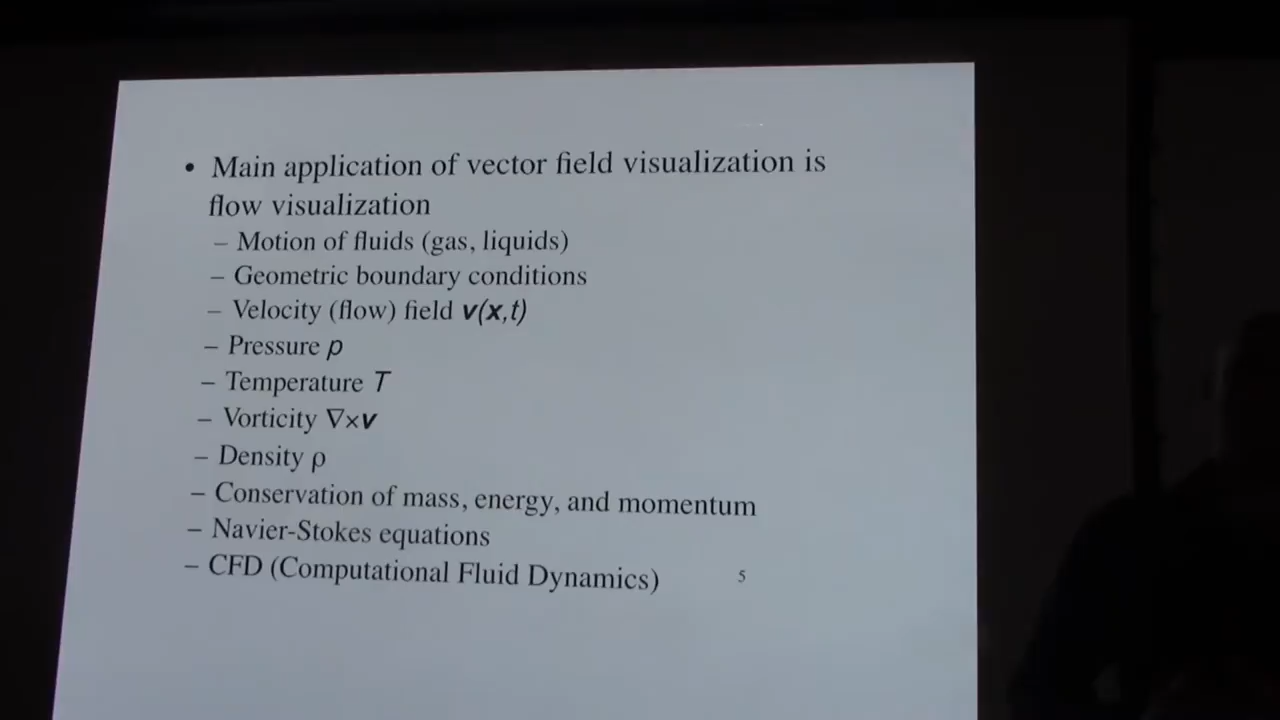 • Main application of vector field visualization is
flow visualization
– Motion of fluids (gas, liquids)
– Geometric boundary conditions
– Velocity (flow) field v(x,t)
– Pressure p
– Temperature T
– Vorticity ∇×v
– Density ρ
– Conservation of mass, energy, and momentum
– Navier-Stokes equations
– CFD (Computational Fluid Dynamics)
5